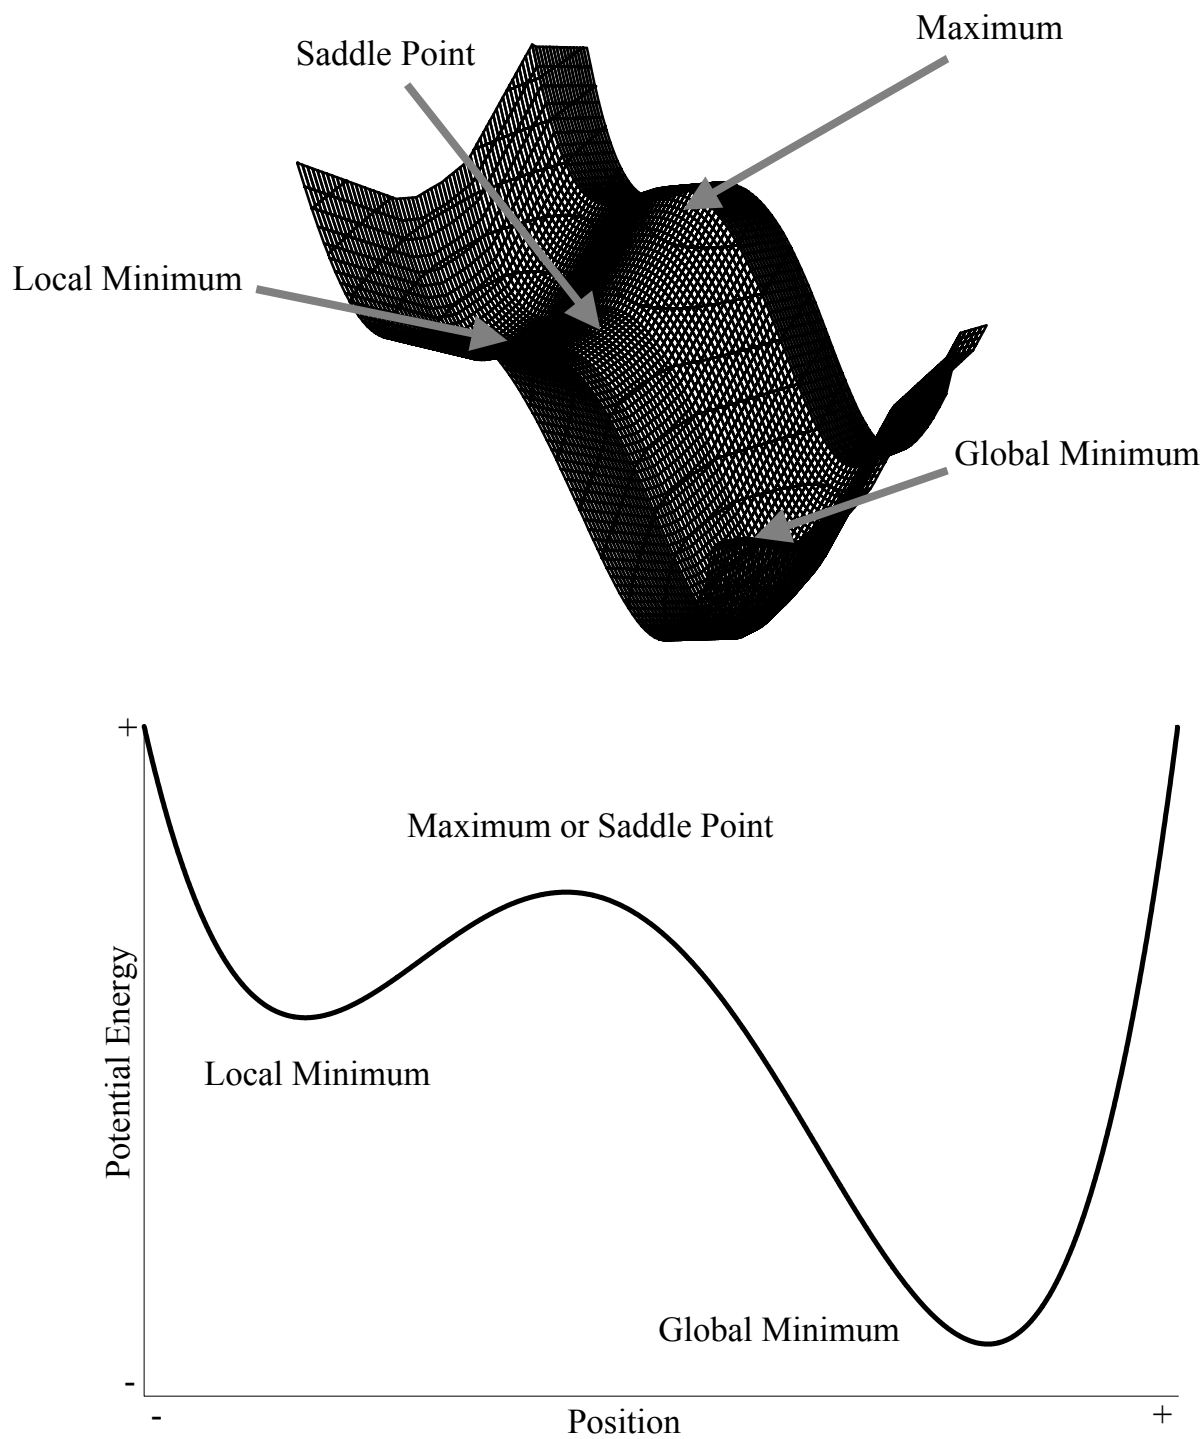 Maximum
Saddle Point
Local Minimum
Global Minimum
+
Maximum or Saddle Point
Potential Energy
Local Minimum
Global Minimum
-
-
Position
+